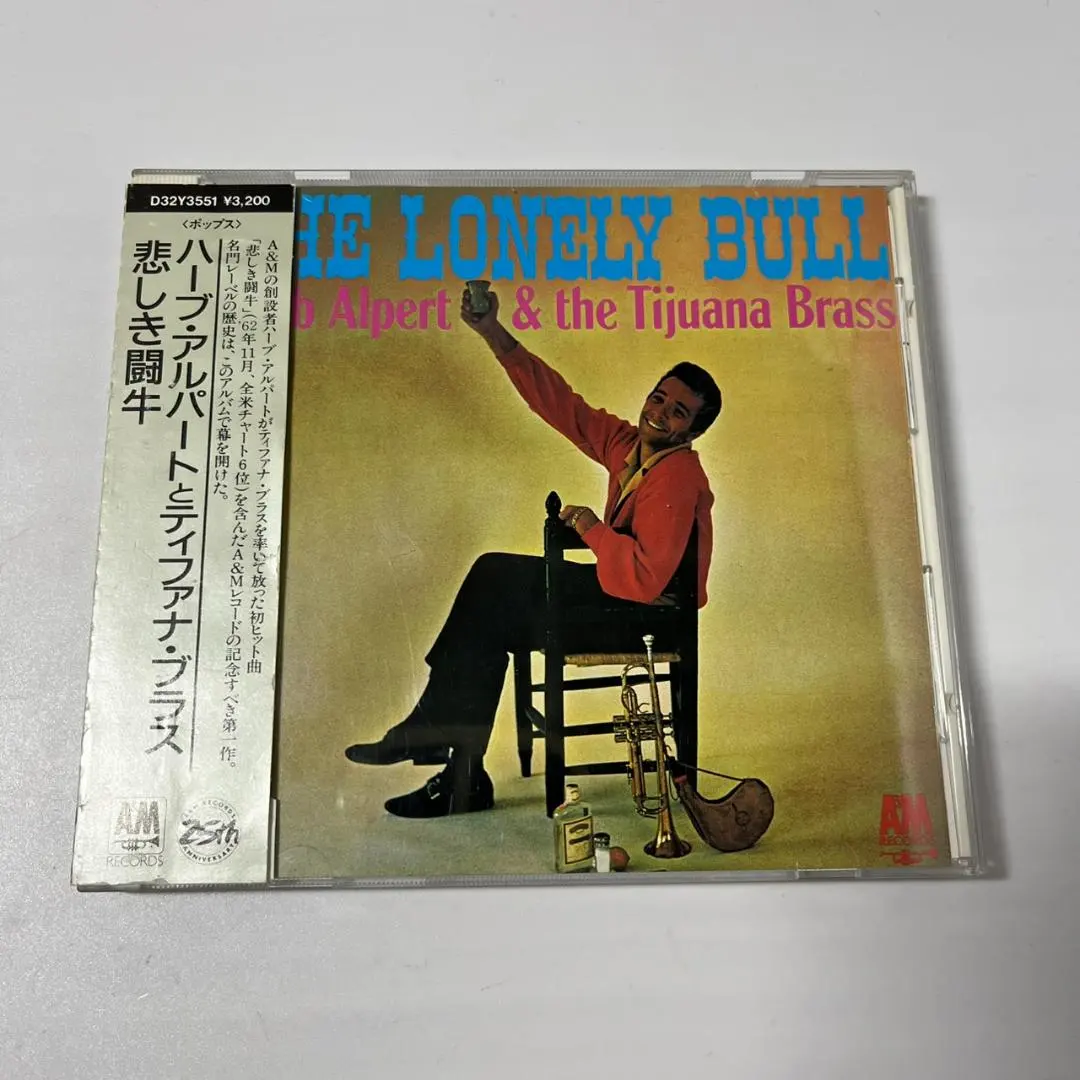 D32Y3551 ¥3,200
〈ポップス〉
ハーブ・アルパートとティファナ・ブラス
悲しき闘牛
A&Mの創設者ハーブ・アルパートがティファナ・ブラスを率いて放った初ヒット曲
「悲しき闘牛」('62年11月、全米チャート6位)を含んだA&Mレコードの記念すべき第一作。
名門レーベルの歴史は、このアルバムで幕を開けた。
A&M
RECORDS
A&M RECORDS
25th
ANNIVERSARY
HE LONELY BULL
b Alpert & the Tijuana Brass
A&M
RECORDS